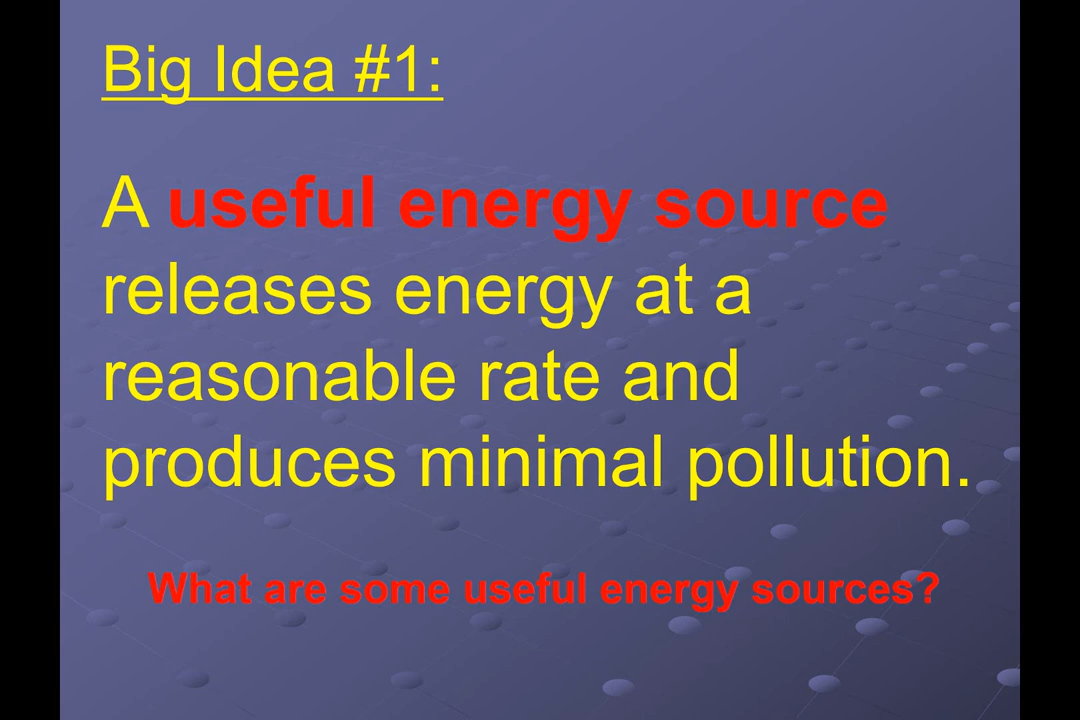 Big Idea #1:
A useful energy source
releases energy at a
reasonable rate and
produces minimal pollution.
What are some useful energy sources?